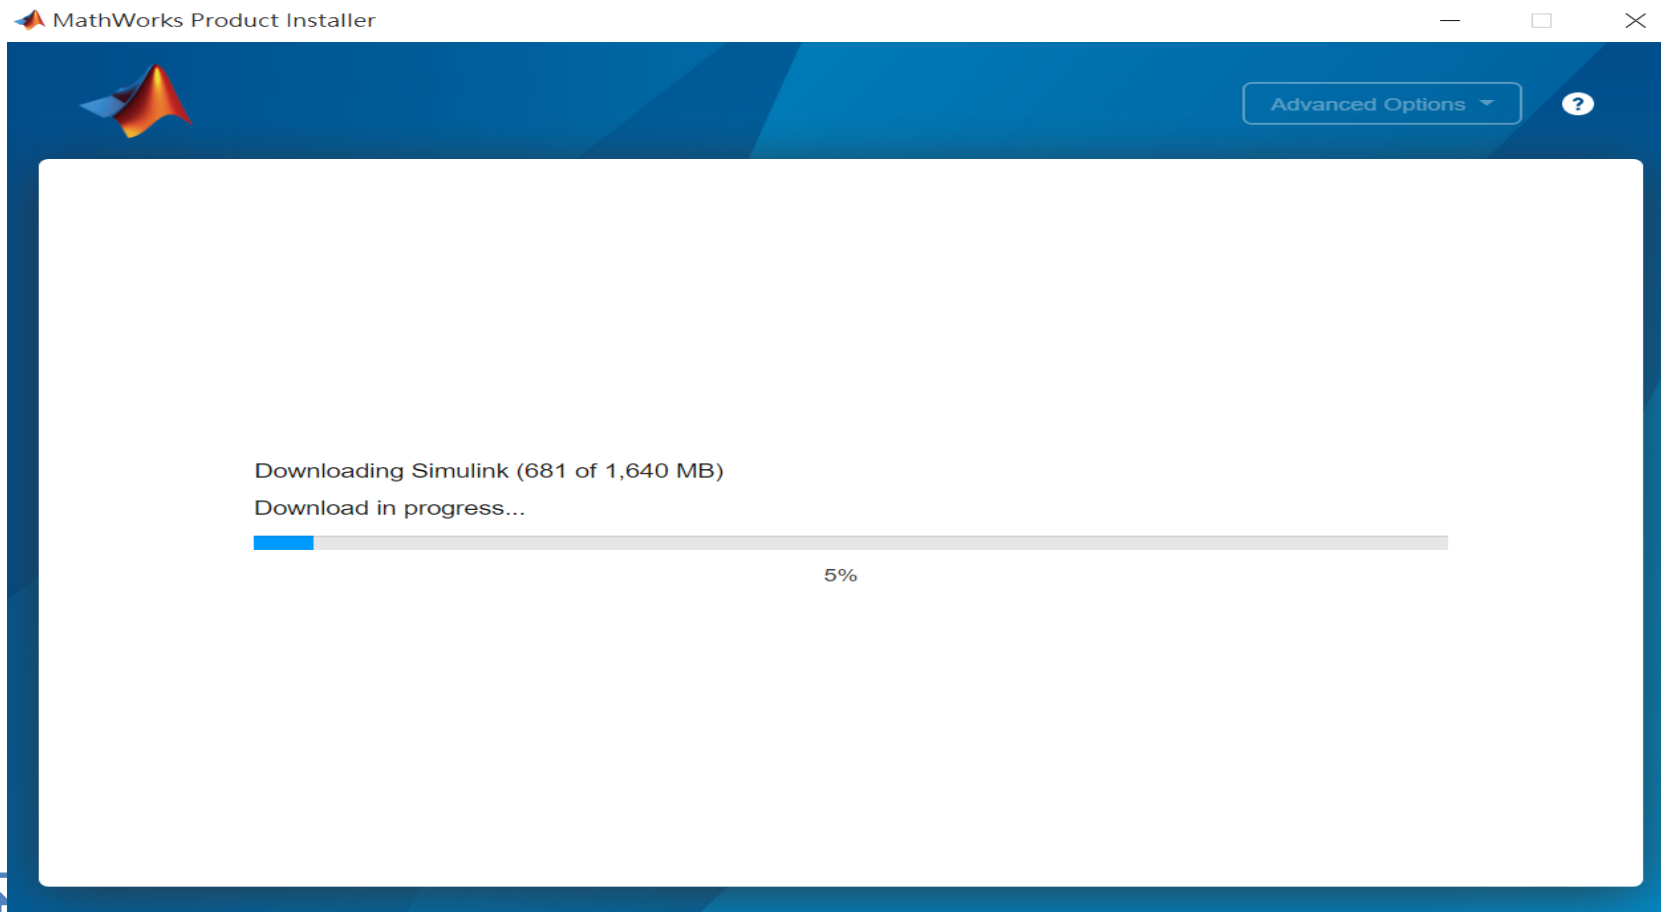 MathWorks Product Installer
Advanced Options
?
Downloading Simulink (681 of 1,640 MB)
Download in progress...
5%